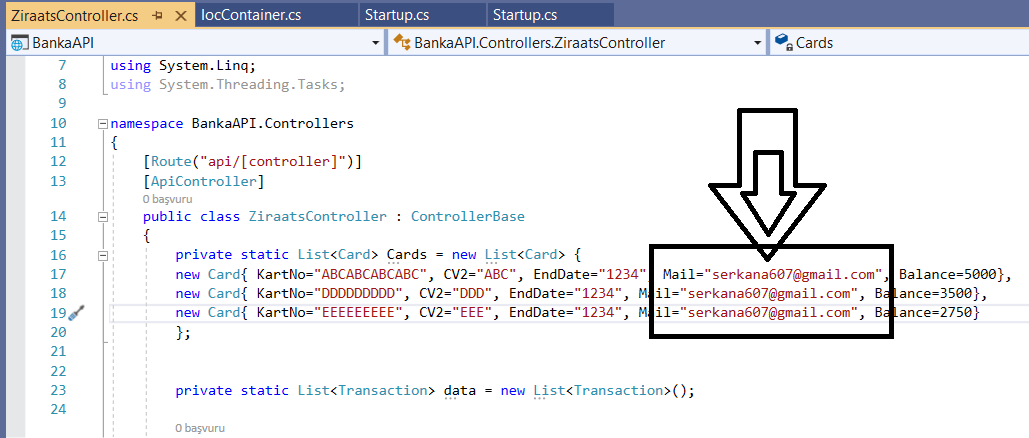 ZiraatsController.cs IocContainer.cs Startup.cs Startup.cs
BankaAPI BankaAPI.Controllers.ZiraatsController Cards
7 using System.Linq;
8 using System.Threading.Tasks;
9
10 namespace BankaAPI.Controllers
11 {
12 [Route("api/[controller]")]
13 [ApiController]
0 başvuru
14 public class ZiraatsController : ControllerBase
15 {
16 private static List<Card> Cards = new List<Card> {
17 new Card{ KartNo="ABCABCABCABC", CV2="ABC", EndDate="1234" Mail="serkana607@gmail.com", Balance=5000},
18 new Card{ KartNo="DDDDDDDDD", CV2="DDD", EndDate="1234", Mail="serkana607@gmail.com", Balance=3500},
19 new Card{ KartNo="EEEEEEEEE", CV2="EEE", EndDate="1234", Mail="serkana607@gmail.com", Balance=2750}
20 };
21
22
23 private static List<Transaction> data = new List<Transaction>();
24
0 başvuru